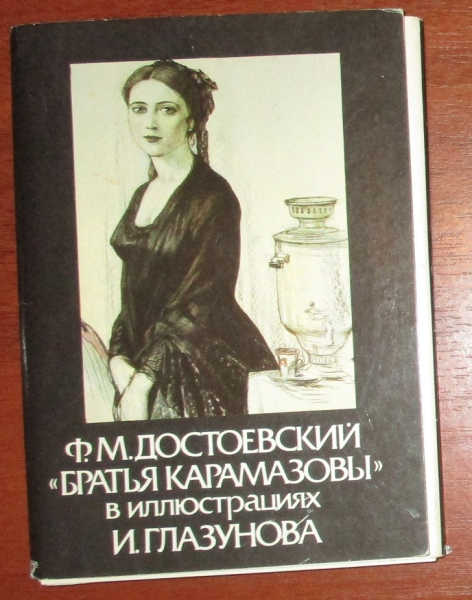 Ф.М.ДОСТОЕВСКИЙ
«БРАТЬЯ КАРАМАЗОВЫ»
В ИЛЛЮСТРАЦИЯХ
И.ГЛАЗУНОВА